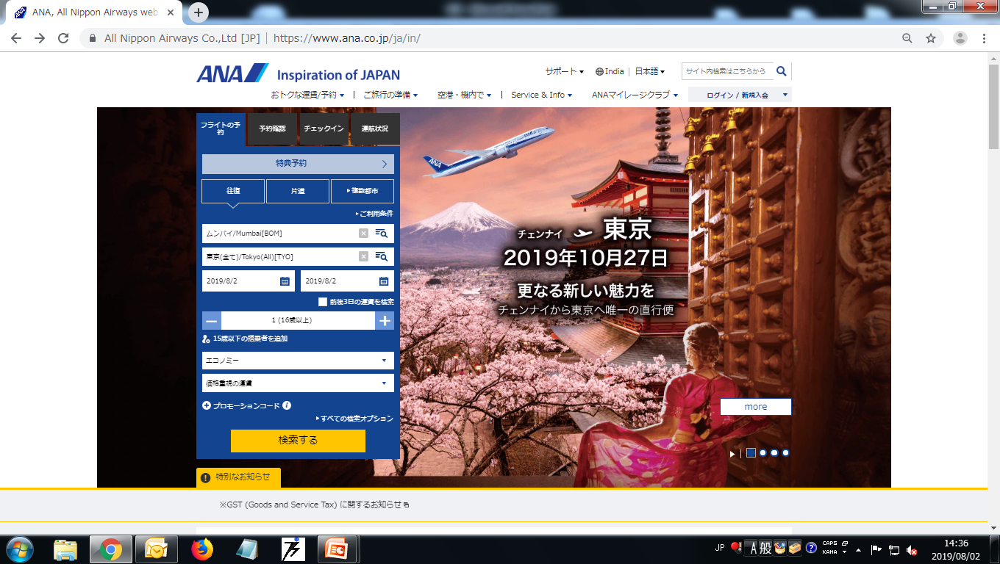 ANA, All Nippon Airways web
All Nippon Airways Co.,Ltd [JP] | https://www.ana.co.jp/ja/in/
ANA Inspiration of JAPAN
サポート
India
日本語
サイト内検索はこちらから
おトクな運賃/予約
ご旅行の準備
空港・機内で
Service & Info
ANAマイレージクラブ
ログイン / 新規入会
フライトの予約
予約確認
チェックイン
運航状況
特典予約
往復
片道
複数都市
ご利用条件
ムンバイ/Mumbai[BOM]
東京(全て)/Tokyo(All)[TYO]
2019/8/2
2019/8/2
前後3日の運賃を検索
1 (16歳以上)
15歳以下の搭乗者を追加
エコノミー
価格重視の運賃
プロモーションコード
すべての検索オプション
検索する
ANA
チェンナイ 東京
2019年10月27日
更なる新しい魅力を
チェンナイから東京へ唯一の直行便
more
特別なお知らせ
※GST (Goods and Service Tax) に関するお知らせ
JP
A 般
CAPS
KANA
14:36
2019/08/02